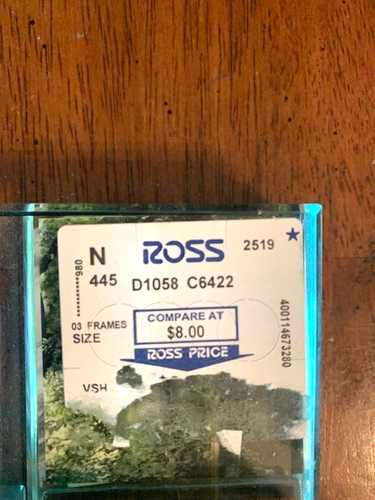 N ROSS 2519
445 D1058 C6422
980
COMPARE AT
$8.00
03 FRAMES
SIZE
ROSS PRICE
VSH
400114673280